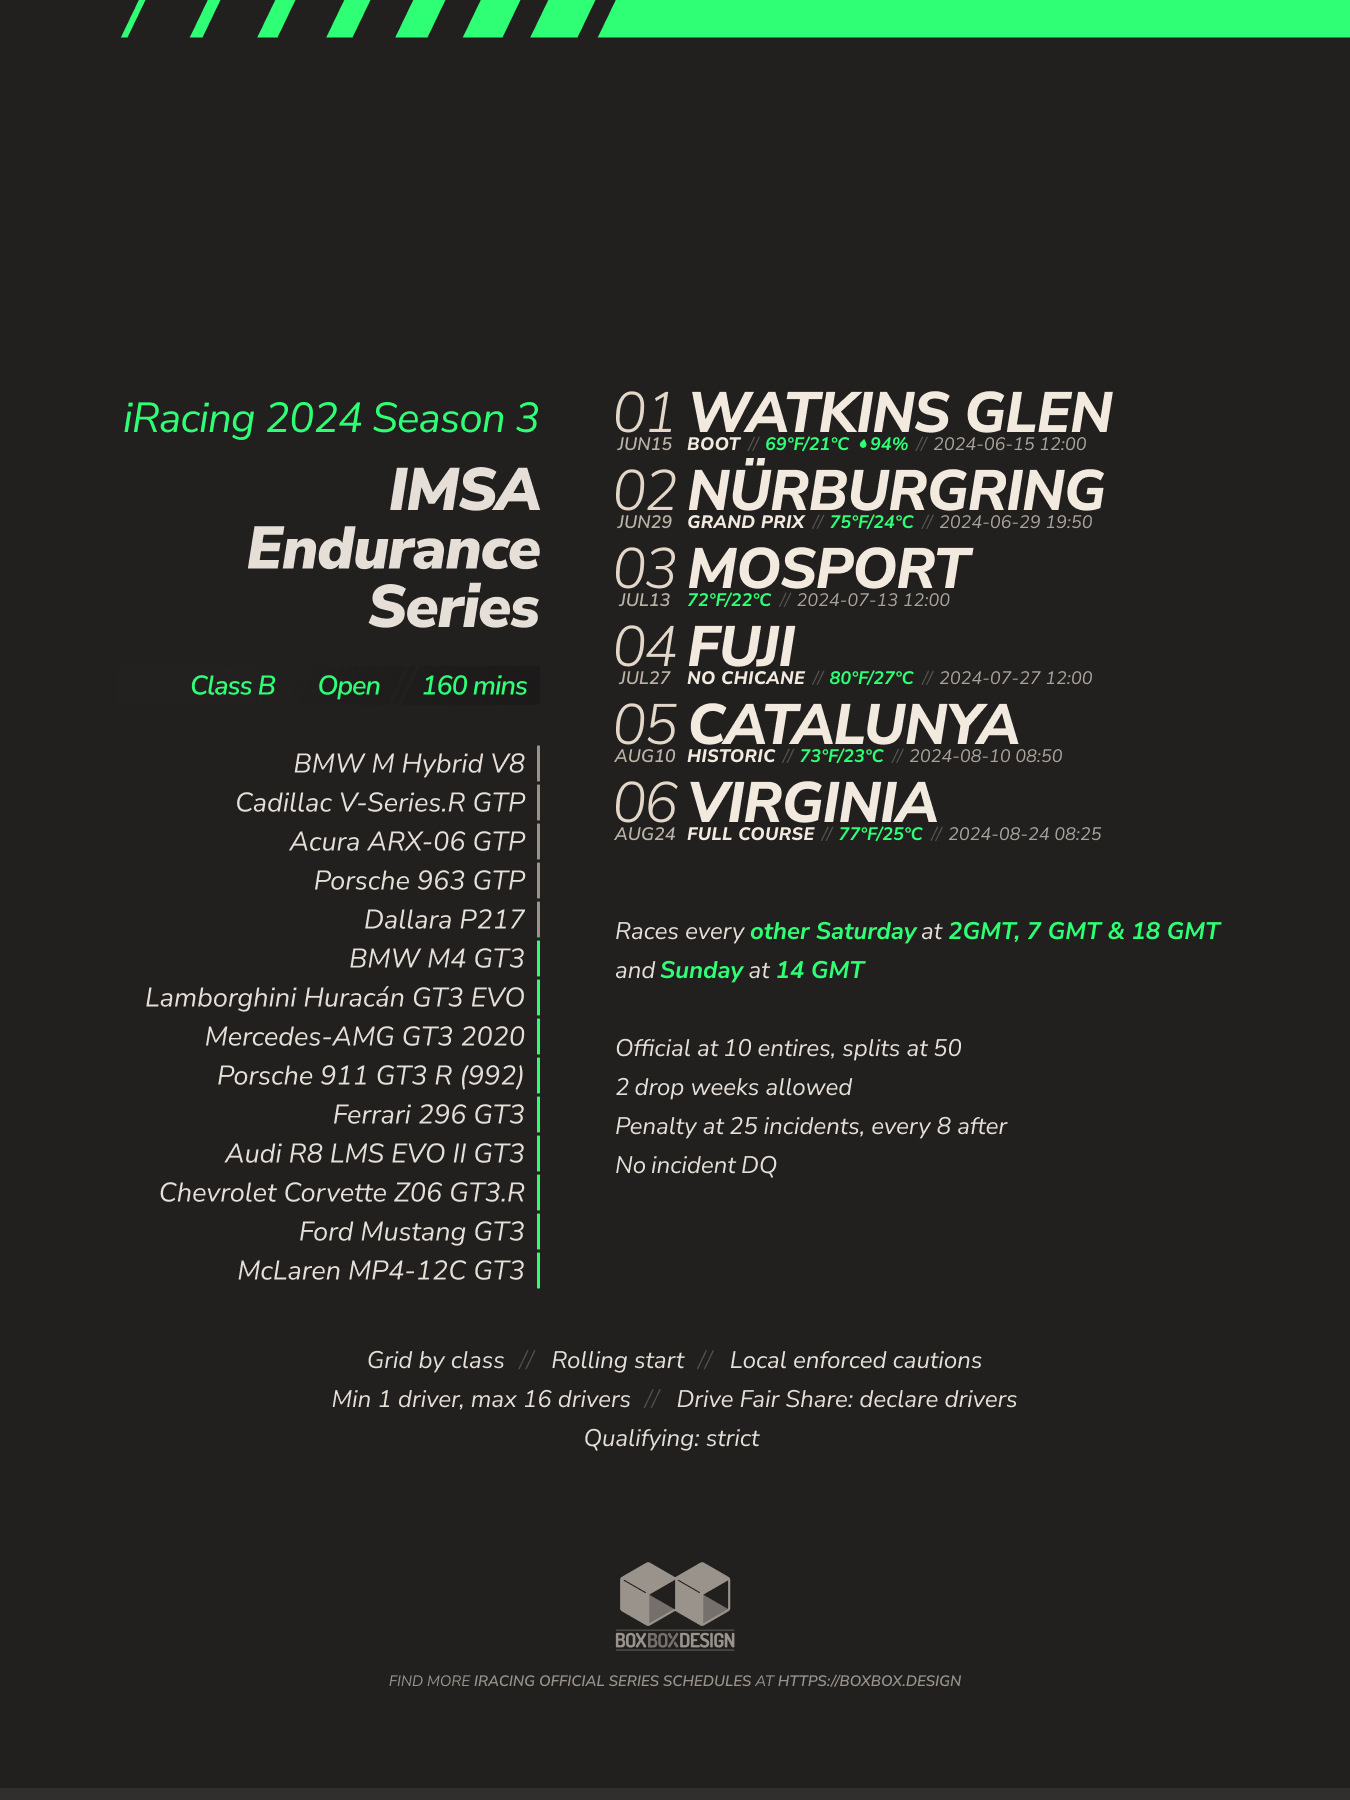 iRacing 2024 Season 3
IMSA
Endurance
Series
Class B Open // 160 mins
BMW M Hybrid V8
Cadillac V-Series.R GTP
Acura ARX-06 GTP
Porsche 963 GTP
Dallara P217
BMW M4 GT3
Lamborghini Huracán GT3 EVO
Mercedes-AMG GT3 2020
Porsche 911 GT3 R (992)
Ferrari 296 GT3
Audi R8 LMS EVO II GT3
Chevrolet Corvette Z06 GT3.R
Ford Mustang GT3
McLaren MP4-12C GT3
01 WATKINS GLEN
JUN15 BOOT // 69°F/21°C 94% // 2024-06-15 12:00
02 NÜRBURGRING
JUN29 GRAND PRIX // 75°F/24°C // 2024-06-29 19:50
03 MOSPORT
JUL13 72°F/22°C // 2024-07-13 12:00
04 FUJI
JUL27 NO CHICANE // 80°F/27°C // 2024-07-27 12:00
05 CATALUNYA
AUG10 HISTORIC // 73°F/23°C // 2024-08-10 08:50
06 VIRGINIA
AUG24 FULL COURSE // 77°F/25°C // 2024-08-24 08:25
Races every other Saturday at 2GMT, 7 GMT & 18 GMT
and Sunday at 14 GMT
Official at 10 entires, splits at 50
2 drop weeks allowed
Penalty at 25 incidents, every 8 after
No incident DQ
Grid by class // Rolling start // Local enforced cautions
Min 1 driver, max 16 drivers // Drive Fair Share: declare drivers
Qualifying: strict
BOXBOXDESIGN
FIND MORE IRACING OFFICIAL SERIES SCHEDULES AT HTTPS://BOXBOX.DESIGN